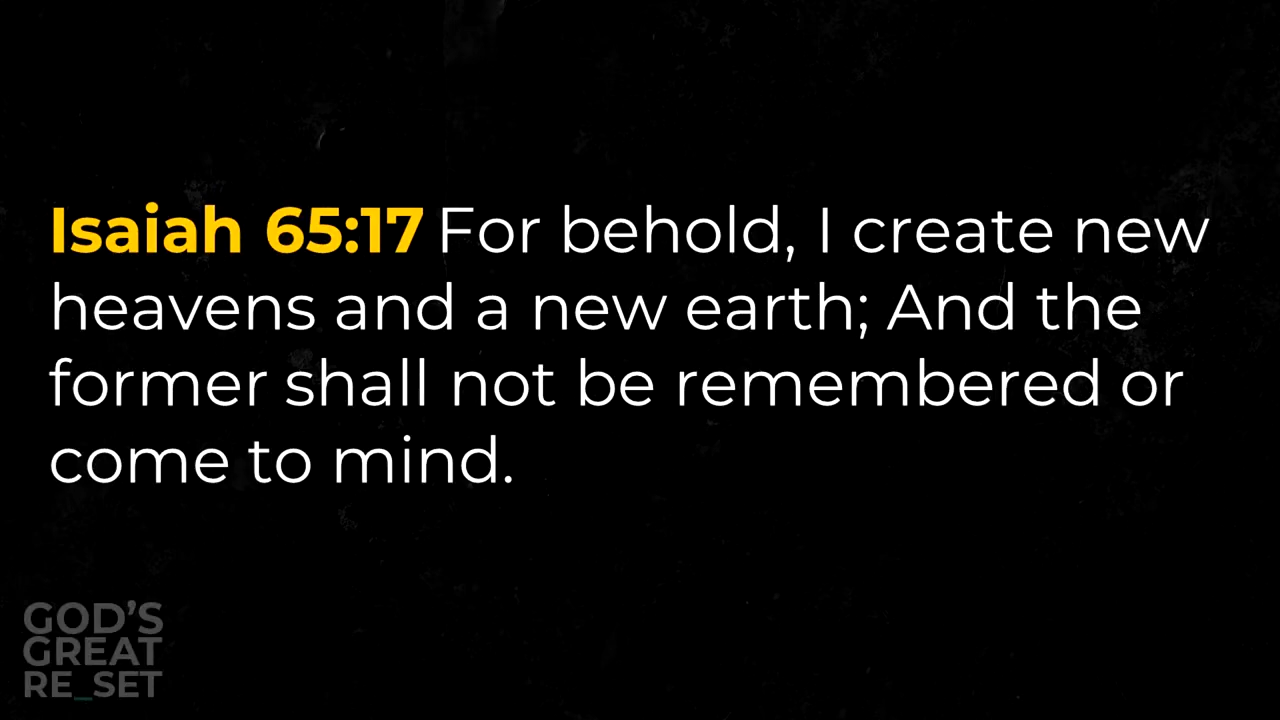 Isaiah 65:17 For behold, I create new
heavens and a new earth; And the
former shall not be remembered or
come to mind.
GOD'S
GREAT
RE_SET